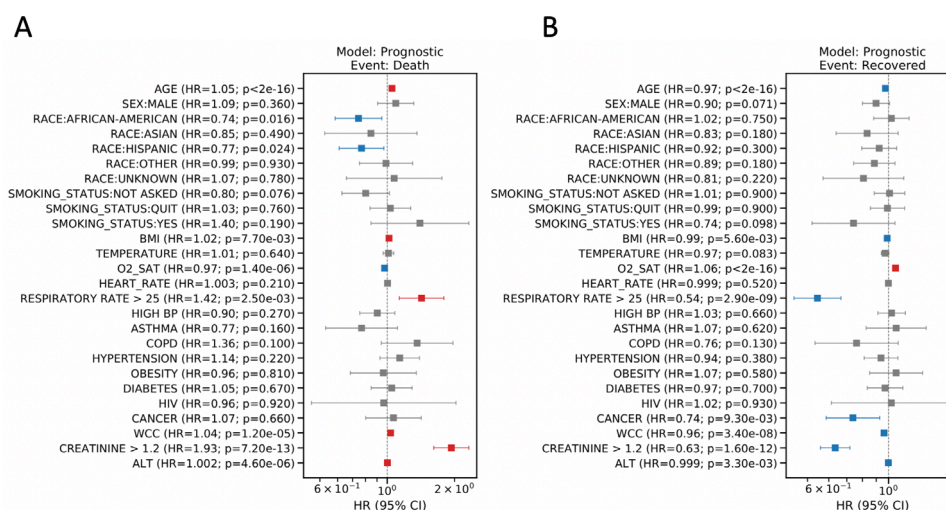 A
Model: Prognostic
Event: Death
AGE (HR=1.05; p<2e-16)
SEX:MALE (HR=1.09; p=0.360)
RACE:AFRICAN-AMERICAN (HR=0.74; p=0.016)
RACE:ASIAN (HR=0.85; p=0.490)
RACE:HISPANIC (HR=0.77; p=0.024)
RACE:OTHER (HR=0.99; p=0.930)
RACE:UNKNOWN (HR=1.07; p=0.780)
SMOKING_STATUS:NOT ASKED (HR=0.80; p=0.076)
SMOKING_STATUS:QUIT (HR=1.03; p=0.760)
SMOKING_STATUS:YES (HR=1.40; p=0.190)
BMI (HR=1.02; p=7.70e-03)
TEMPERATURE (HR=1.01; p=0.640)
O2_SAT (HR=0.97; p=1.40e-06)
HEART_RATE (HR=1.003; p=0.210)
RESPIRATORY RATE > 25 (HR=1.42; p=2.50e-03)
HIGH BP (HR=0.90; p=0.270)
ASTHMA (HR=0.77; p=0.160)
COPD (HR=1.36; p=0.100)
HYPERTENSION (HR=1.14; p=0.220)
OBESITY (HR=0.96; p=0.810)
DIABETES (HR=1.05; p=0.670)
HIV (HR=0.96; p=0.920)
CANCER (HR=1.07; p=0.660)
WCC (HR=1.04; p=1.20e-05)
CREATININE > 1.2 (HR=1.93; p=7.20e-13)
ALT (HR=1.002; p=4.60e-06)
6 × 10⁻¹ 10⁰ 2 × 10⁰
HR (95% CI)
B
Model: Prognostic
Event: Recovered
AGE (HR=0.97; p<2e-16)
SEX:MALE (HR=0.90; p=0.071)
RACE:AFRICAN-AMERICAN (HR=1.02; p=0.750)
RACE:ASIAN (HR=0.83; p=0.180)
RACE:HISPANIC (HR=0.92; p=0.300)
RACE:OTHER (HR=0.89; p=0.180)
RACE:UNKNOWN (HR=0.81; p=0.220)
SMOKING_STATUS:NOT ASKED (HR=1.01; p=0.900)
SMOKING_STATUS:QUIT (HR=0.99; p=0.900)
SMOKING_STATUS:YES (HR=0.74; p=0.098)
BMI (HR=0.99; p=5.60e-03)
TEMPERATURE (HR=0.97; p=0.083)
O2_SAT (HR=1.06; p<2e-16)
HEART_RATE (HR=0.999; p=0.520)
RESPIRATORY RATE > 25 (HR=0.54; p=2.90e-09)
HIGH BP (HR=1.03; p=0.660)
ASTHMA (HR=1.07; p=0.620)
COPD (HR=0.76; p=0.130)
HYPERTENSION (HR=0.94; p=0.380)
OBESITY (HR=1.07; p=0.580)
DIABETES (HR=0.97; p=0.700)
HIV (HR=1.02; p=0.930)
CANCER (HR=0.74; p=9.30e-03)
WCC (HR=0.96; p=3.40e-08)
CREATININE > 1.2 (HR=0.63; p=1.60e-12)
ALT (HR=0.999; p=3.30e-03)
6 × 10⁻¹ 10⁰
HR (95% CI)